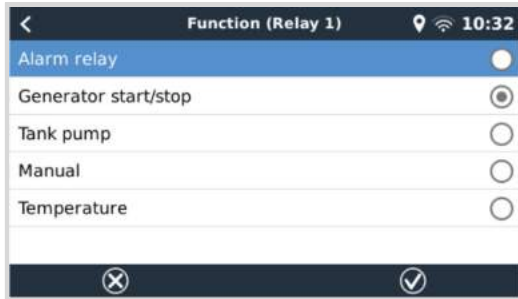 Function (Relay 1) 10:32
Alarm relay
Generator start/stop
Tank pump
Manual
Temperature